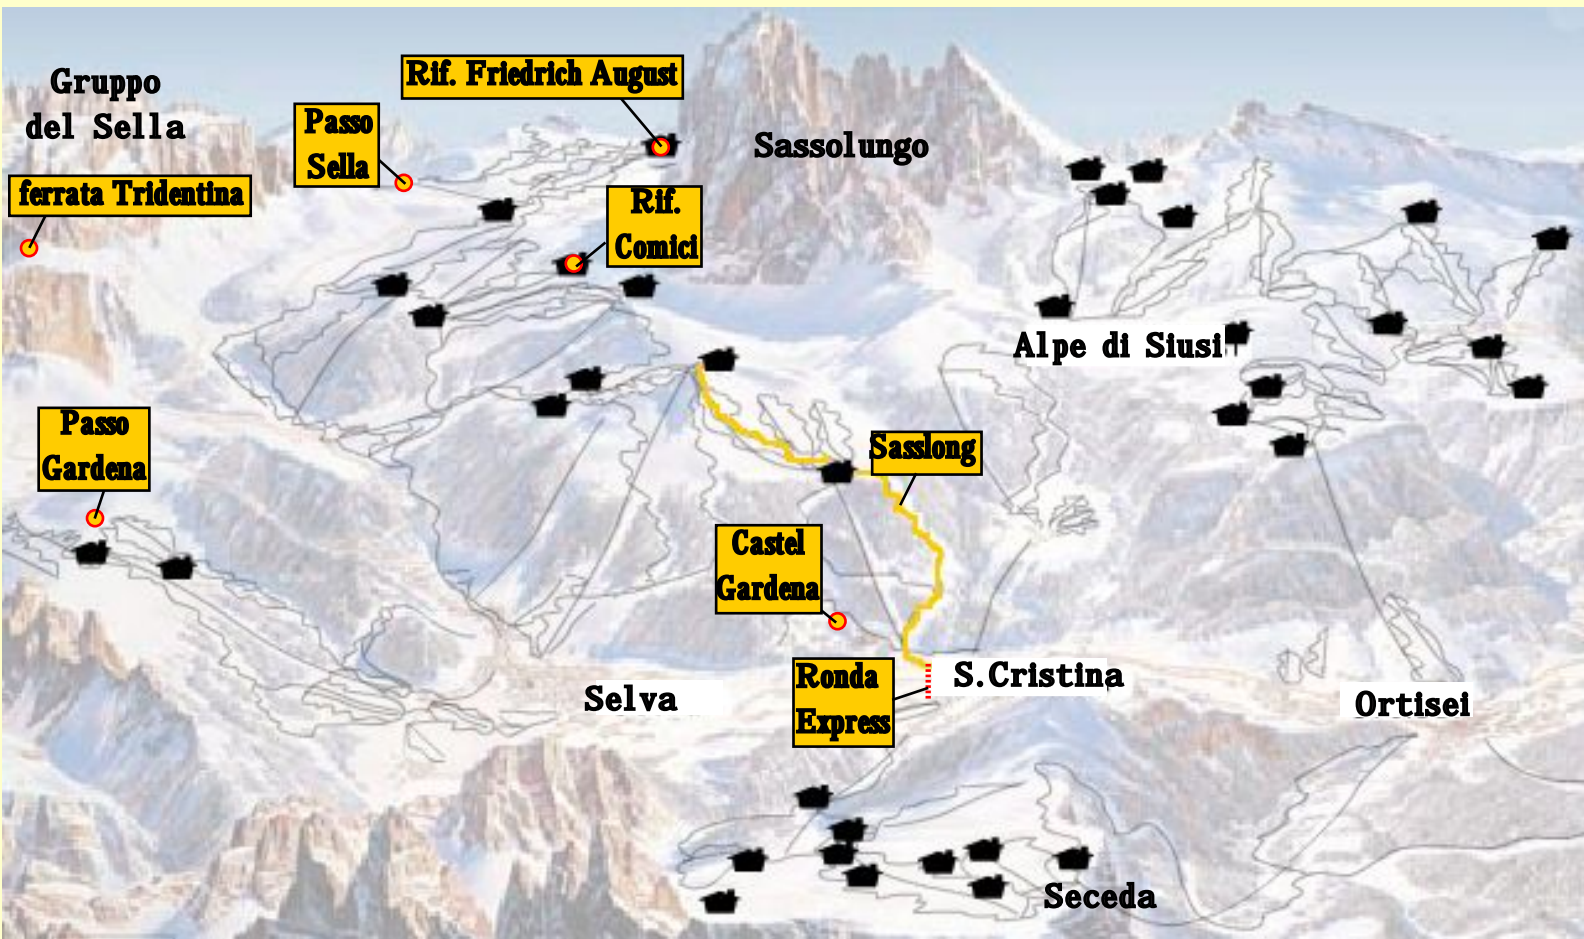 Gruppo
del Sella
Rif. Friedrich August
Passo
Sella
Sassolungo
ferrata Tridentina
Rif.
Comici
Alpe di Siusi
Passo
Gardena
Sasslong
Castel
Gardena
Ronda
Express
S.Cristina
Selva
Ortisei
Seceda